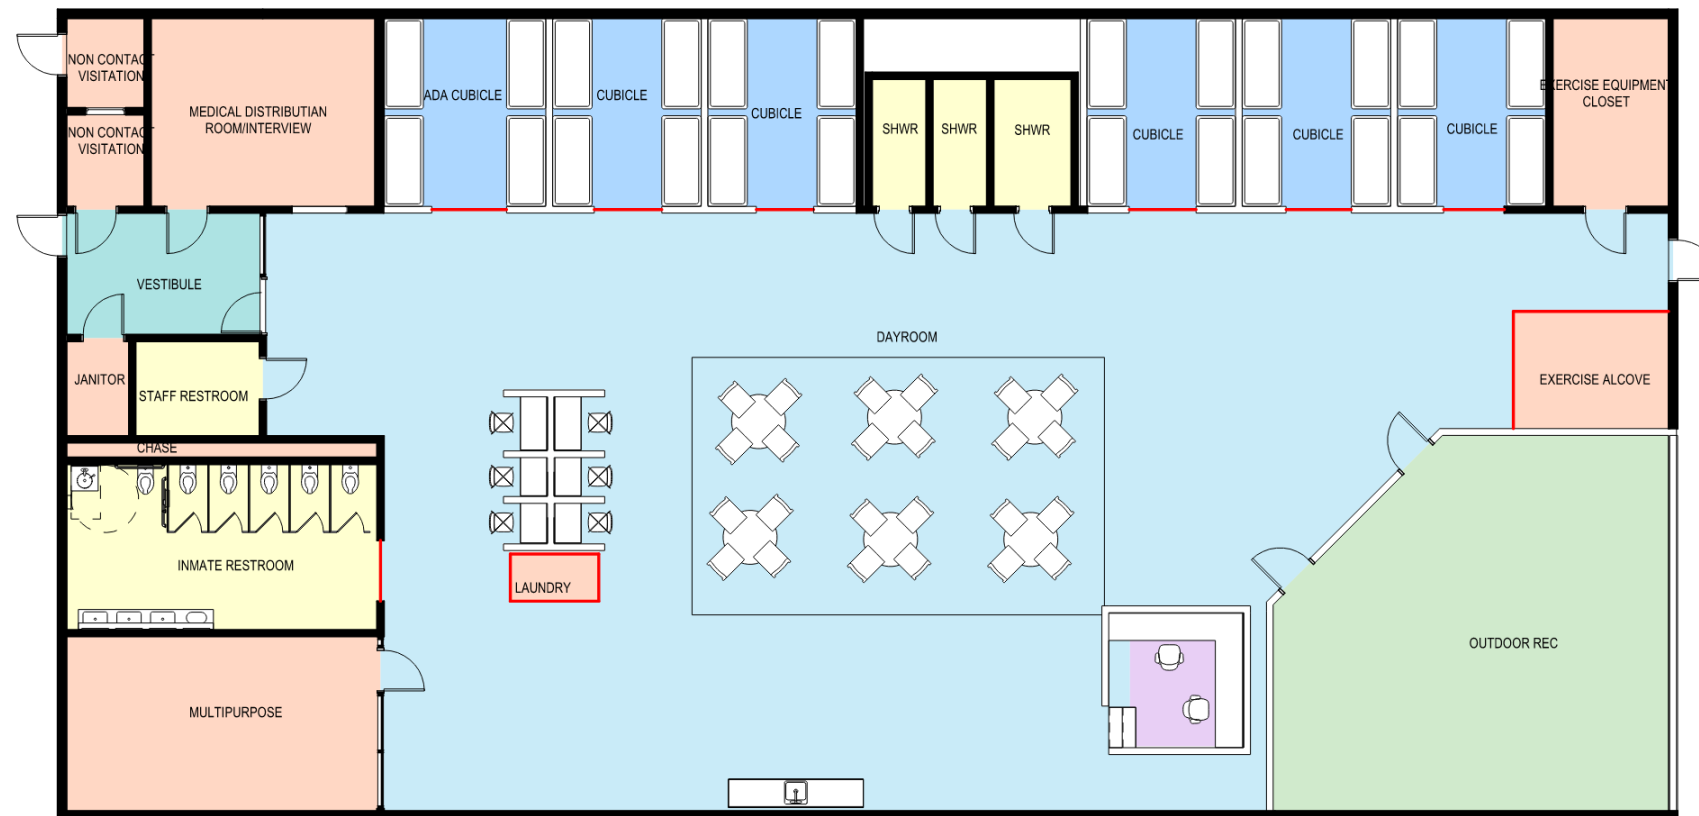 NON CONTACT
VISITATION
MEDICAL DISTRIBUTIAN
ROOM/INTERVIEW
ADA CUBICLE
CUBICLE
CUBICLE
SHWR
SHWR
SHWR
CUBICLE
CUBICLE
CUBICLE
EXERCISE EQUIPMENT
CLOSET
NON CONTACT
VISITATION
VESTIBULE
DAYROOM
JANITOR
STAFF RESTROOM
EXERCISE ALCOVE
CHASE
INMATE RESTROOM
LAUNDRY
OUTDOOR REC
MULTIPURPOSE